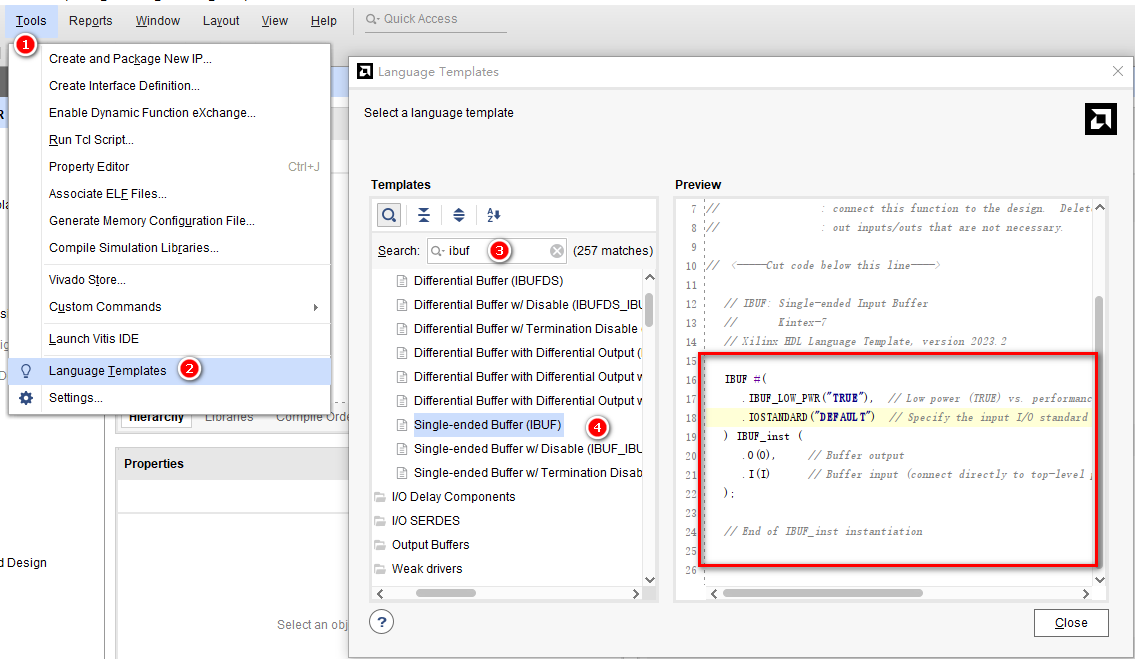 Tools Reports Window Layout View Help Quick Access
1
Create and Package New IP...
Create Interface Definition...
Enable Dynamic Function eXchange...
Run Tcl Script...
Property Editor Ctrl+J
Associate ELF Files...
Generate Memory Configuration File...
Compile Simulation Libraries...
Vivado Store...
Custom Commands
Launch Vitis IDE
Language Templates 2
Settings...
Hierarchy Libraries Compile Orde
Properties
d Design
Select an obj
Language Templates
Select a language template
Templates
Search: ibuf 3 (257 matches)
Differential Buffer (IBUFDS)
Differential Buffer w/ Disable (IBUFDS_IBU
Differential Buffer w/ Termination Disable
Differential Buffer with Differential Output (
Differential Buffer with Differential Output w
Differential Buffer with Differential Output w
Single-ended Buffer (IBUF) 4
Single-ended Buffer w/ Disable (IBUF_IBU
Single-ended Buffer w/ Termination Disab
I/O Delay Components
I/O SERDES
Output Buffers
Weak drivers
Preview
7 // : connect this function to the design. Delet
8 // : out inputs/outs that are not necessary.
9
10 // <-----Cut code below this line---->
11
12 // IBUF: Single-ended Input Buffer
13 // Kintex-7
14 // Xilinx HDL Language Template, version 2023.2
15
16 IBUF #(
17 .IBUF_LOW_PWR("TRUE"), // Low power (TRUE) vs. performanc
18 .IOSTANDARD("DEFAULT") // Specify the input I/O standard
19 ) IBUF_inst (
20 .O(O), // Buffer output
21 .I(I) // Buffer input (connect directly to top-level p
22 );
23
24 // End of IBUF_inst instantiation
25
26
?
Close